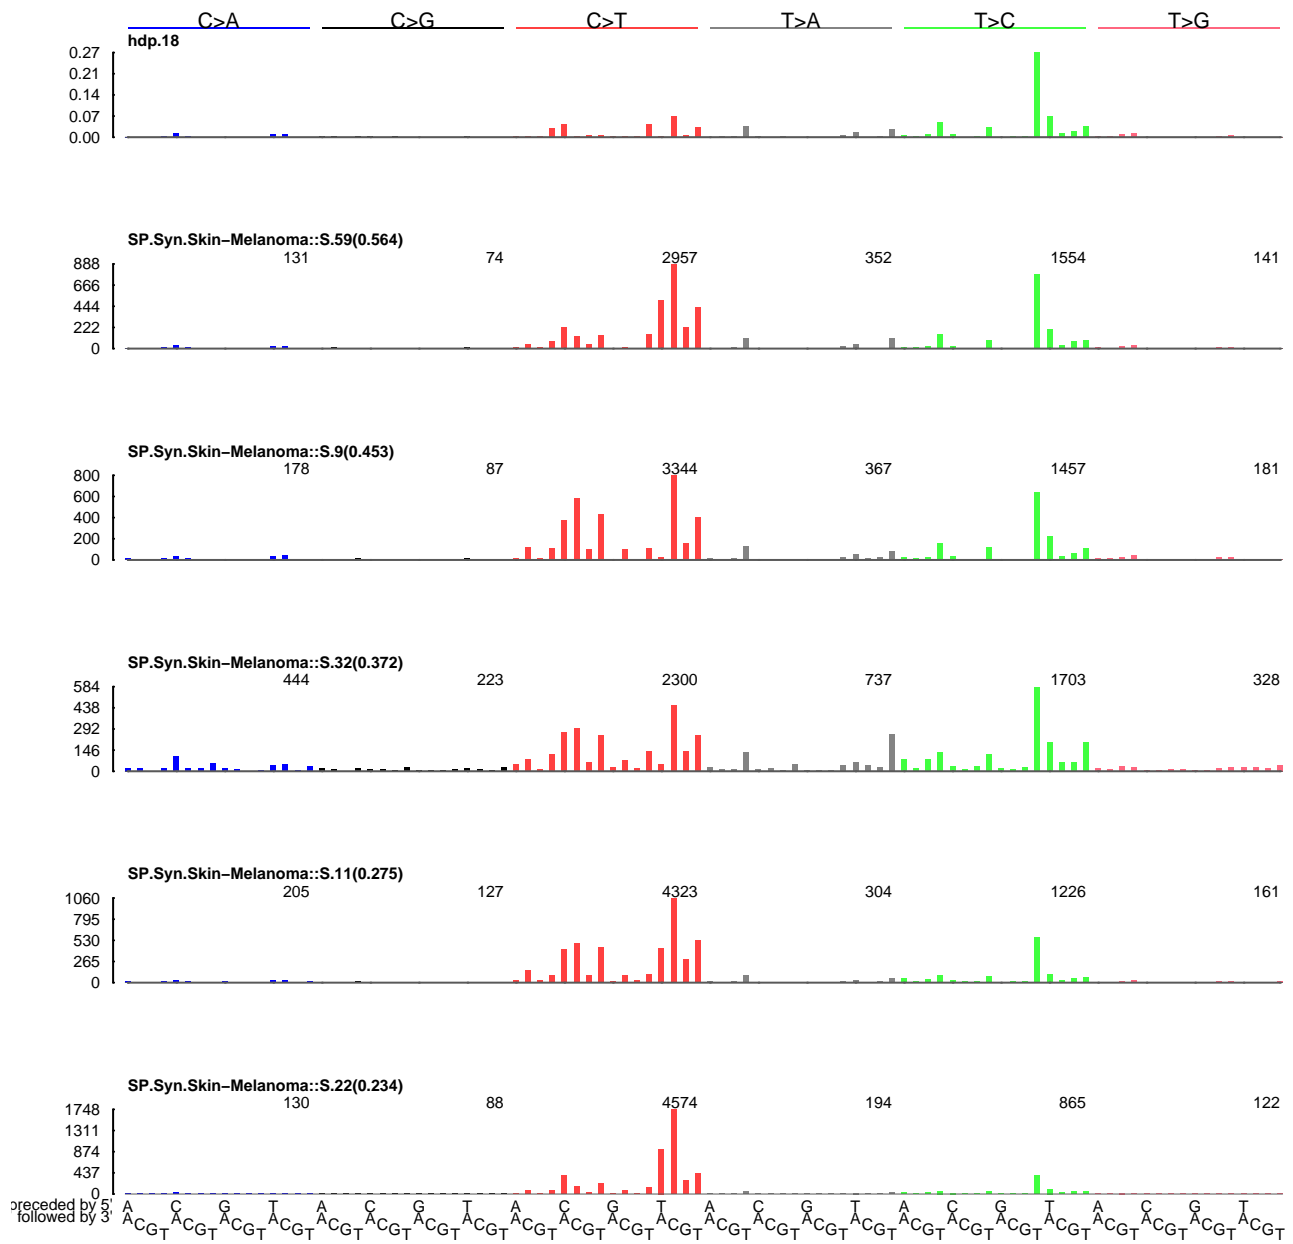 C>A C>G C>T T>A T>C T>G
hdp.18
0.27
0.21
0.14
0.07
0.00
SP.Syn.Skin−Melanoma::S.59(0.564)
131 74 2957 352 1554 141
888
666
444
222
0
SP.Syn.Skin−Melanoma::S.9(0.453)
178 87 3344 367 1457 181
800
600
400
200
0
SP.Syn.Skin−Melanoma::S.32(0.372)
444 223 2300 737 1703 328
584
438
292
146
0
SP.Syn.Skin−Melanoma::S.11(0.275)
205 127 4323 304 1226 161
1060
795
530
265
0
SP.Syn.Skin−Melanoma::S.22(0.234)
130 88 4574 194 865 122
1748
1311
874
437
0
preceded by 5' A C G T A C G T A C G T A C G T A C G T A C G T
followed by 3' A C G T A C G T A C G T A C G T A C G T A C G T A C G T A C G T A C G T A C G T A C G T A C G T A C G T A C G T A C G T A C G T A C G T A C G T A C G T A C G T A C G T A C G T A C G T A C G T